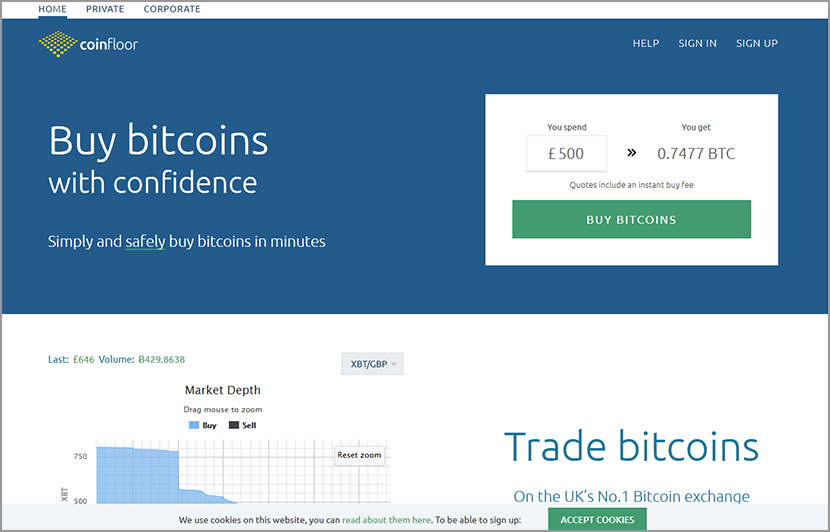 HOME PRIVATE CORPORATE
coinfloor
HELP SIGN IN SIGN UP
Buy bitcoins
with confidence
Simply and safely buy bitcoins in minutes
You spend You get
£500 » 0.7477 BTC
Quotes include an instant buy fee
BUY BITCOINS
Last: £646 Volume: Ƀ429.8638
XBT/GBP
Market Depth
Drag mouse to zoom
Buy Sell
Reset zoom
750
500
XBT
Trade bitcoins
On the UK's No.1 Bitcoin exchange
We use cookies on this website, you can read about them here. To be able to sign up:
ACCEPT COOKIES